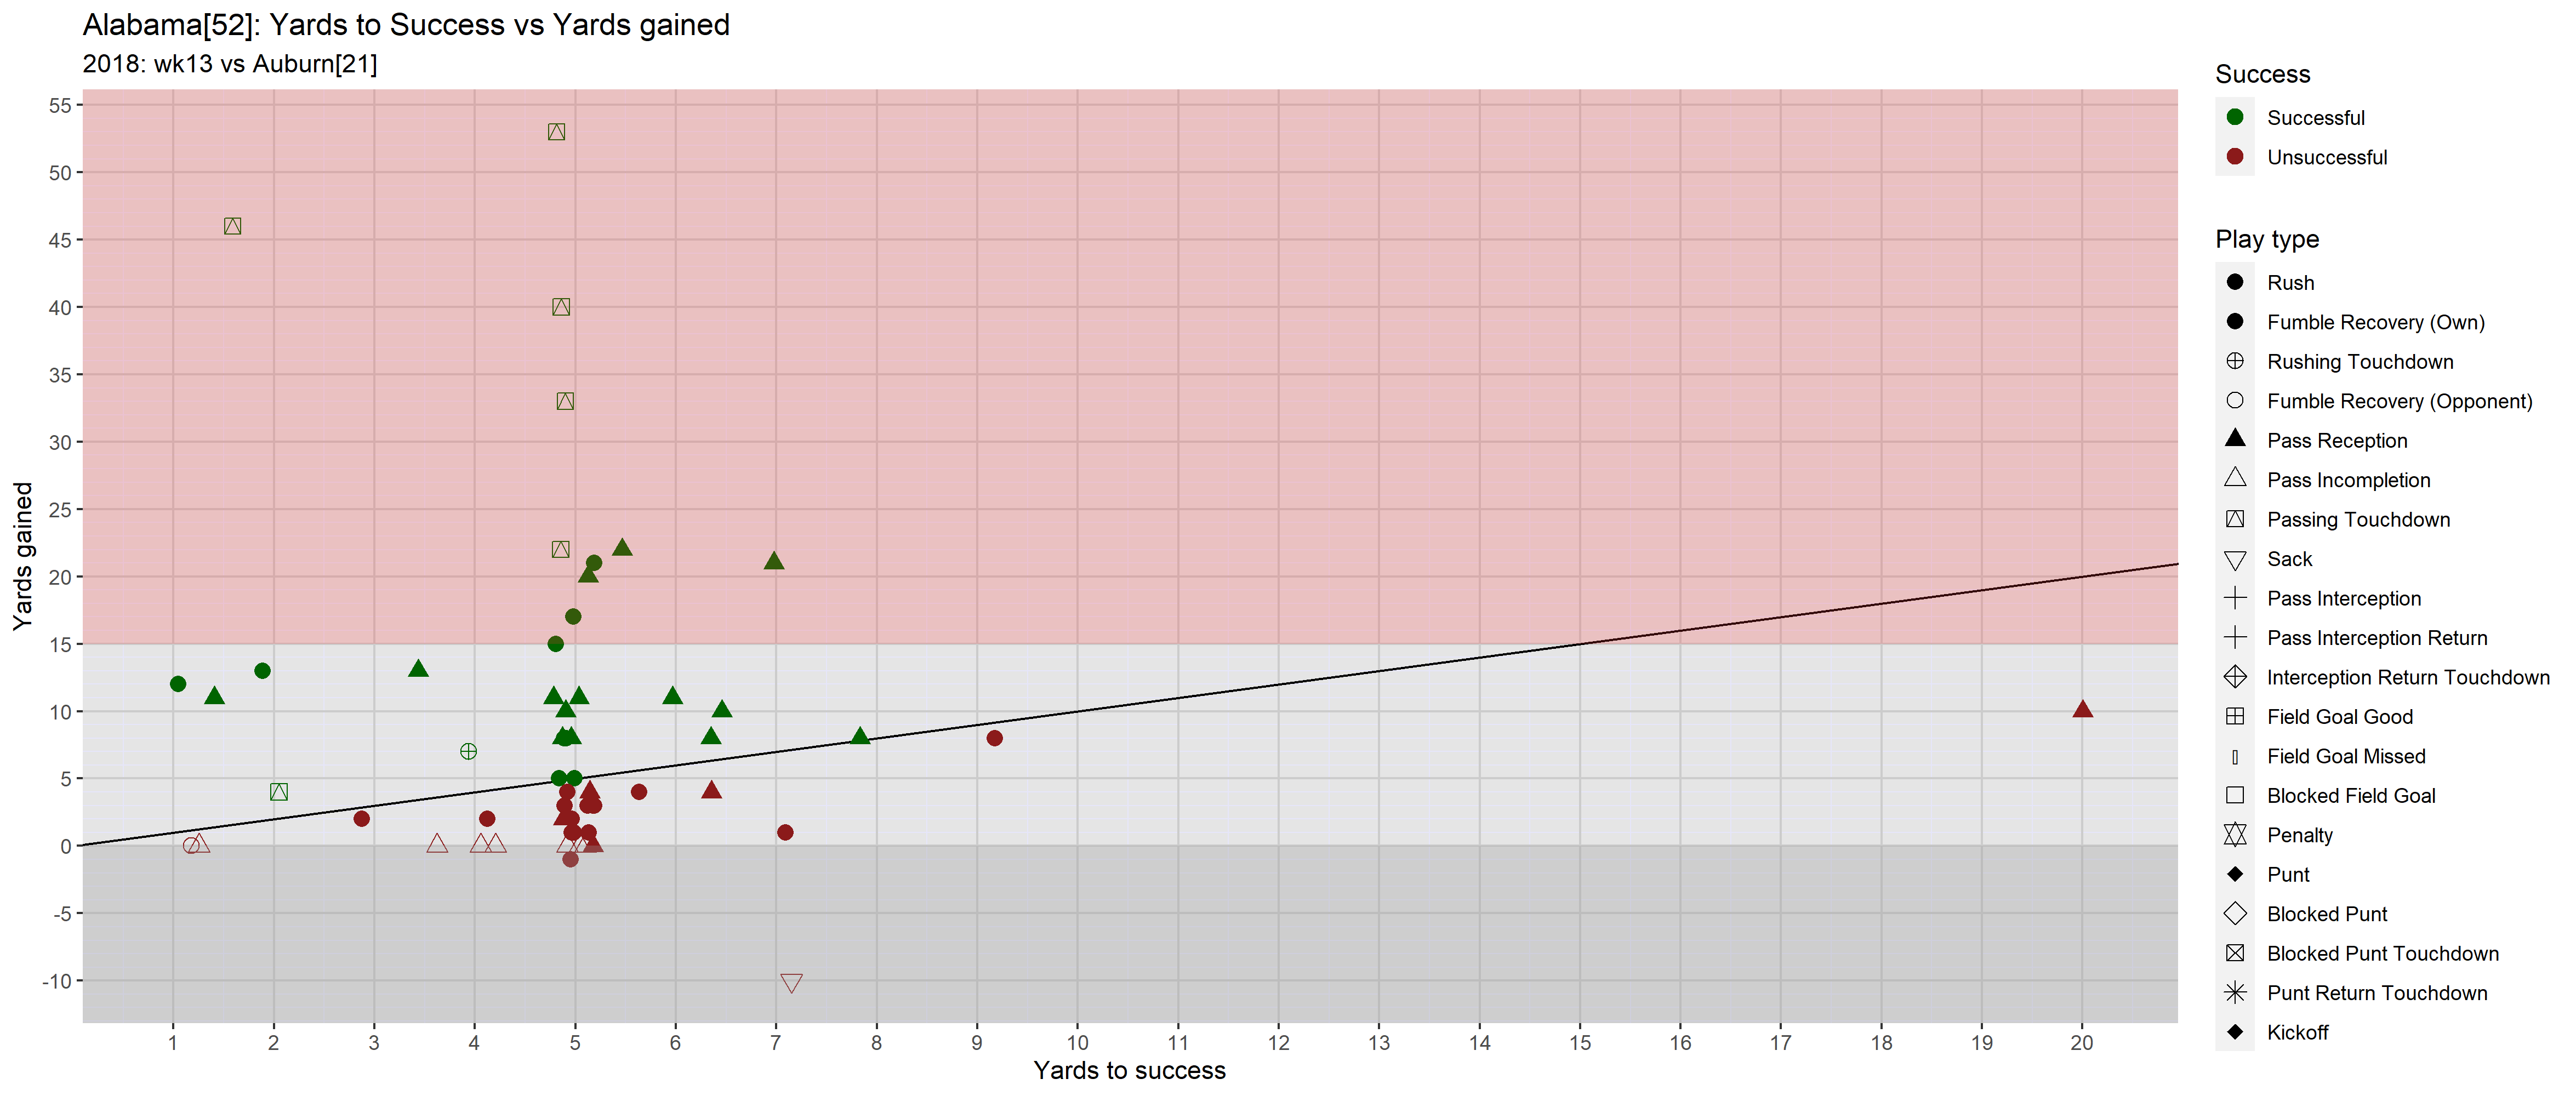 Alabama[52]: Yards to Success vs Yards gained
2018: wk13 vs Auburn[21]
Yards gained
55
50
45
40
35
30
25
20
15
10
5
0
-5
-10
1 2 3 4 5 6 7 8 9 10 11 12 13 14 15 16 17 18 19 20
Yards to success
Success
Successful
Unsuccessful
Play type
Rush
Fumble Recovery (Own)
Rushing Touchdown
Fumble Recovery (Opponent)
Pass Reception
Pass Incompletion
Passing Touchdown
Sack
Pass Interception
Pass Interception Return
Interception Return Touchdown
Field Goal Good
Field Goal Missed
Blocked Field Goal
Penalty
Punt
Blocked Punt
Blocked Punt Touchdown
Punt Return Touchdown
Kickoff